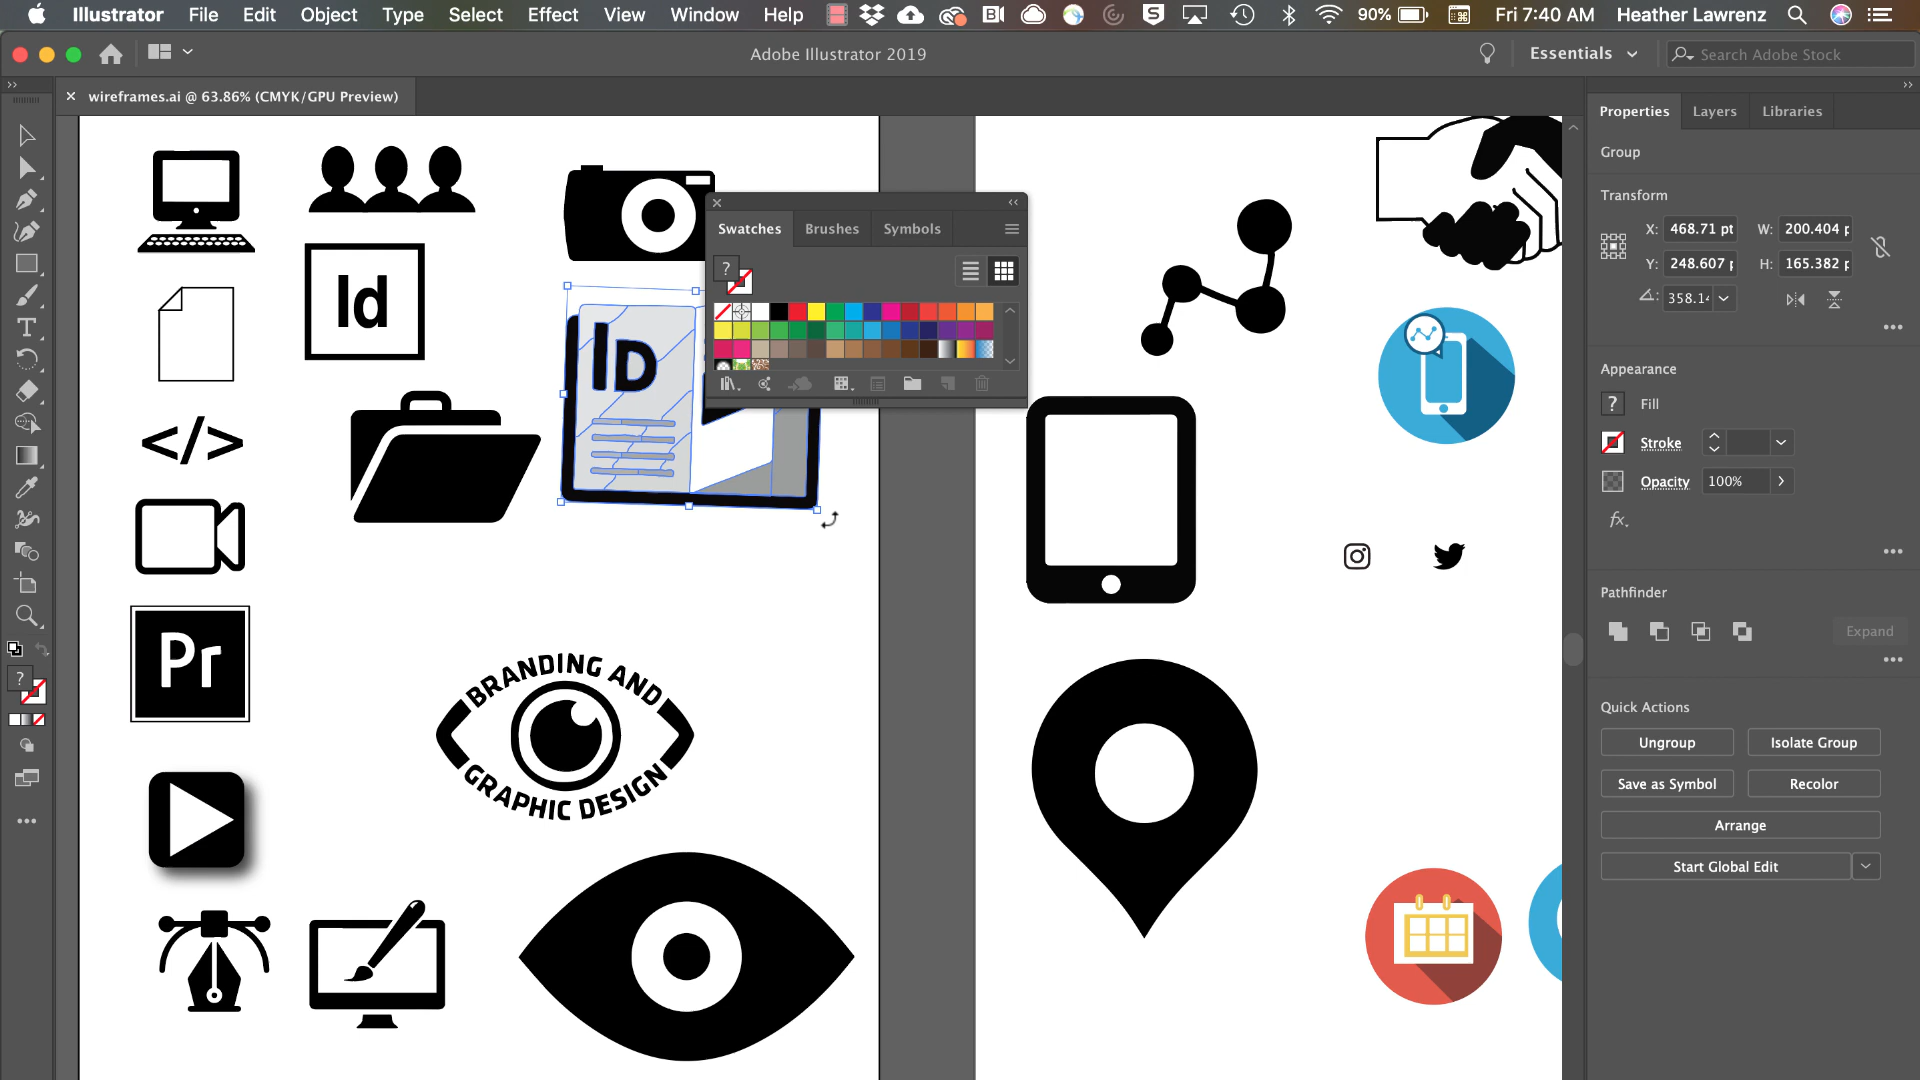 Illustrator File Edit Object Type Select Effect View Window Help 90% Fri 7:40 AM Heather Lawrenz
Adobe Illustrator 2019 Essentials Search Adobe Stock
wireframes.ai @ 63.86% (CMYK/GPU Preview)
Properties Layers Libraries
Group
Transform
X: 468.71 pt W: 200.404 p
Y: 248.607 p H: 165.382 p
358.14
Appearance
? Fill
Stroke
Opacity 100%
fx.
Pathfinder
Expand
Quick Actions
Ungroup Isolate Group
Save as Symbol Recolor
Arrange
Start Global Edit
Swatches Brushes Symbols
?
Id
ID
</>
Pr
BRANDING AND
GRAPHIC DESIGN
?